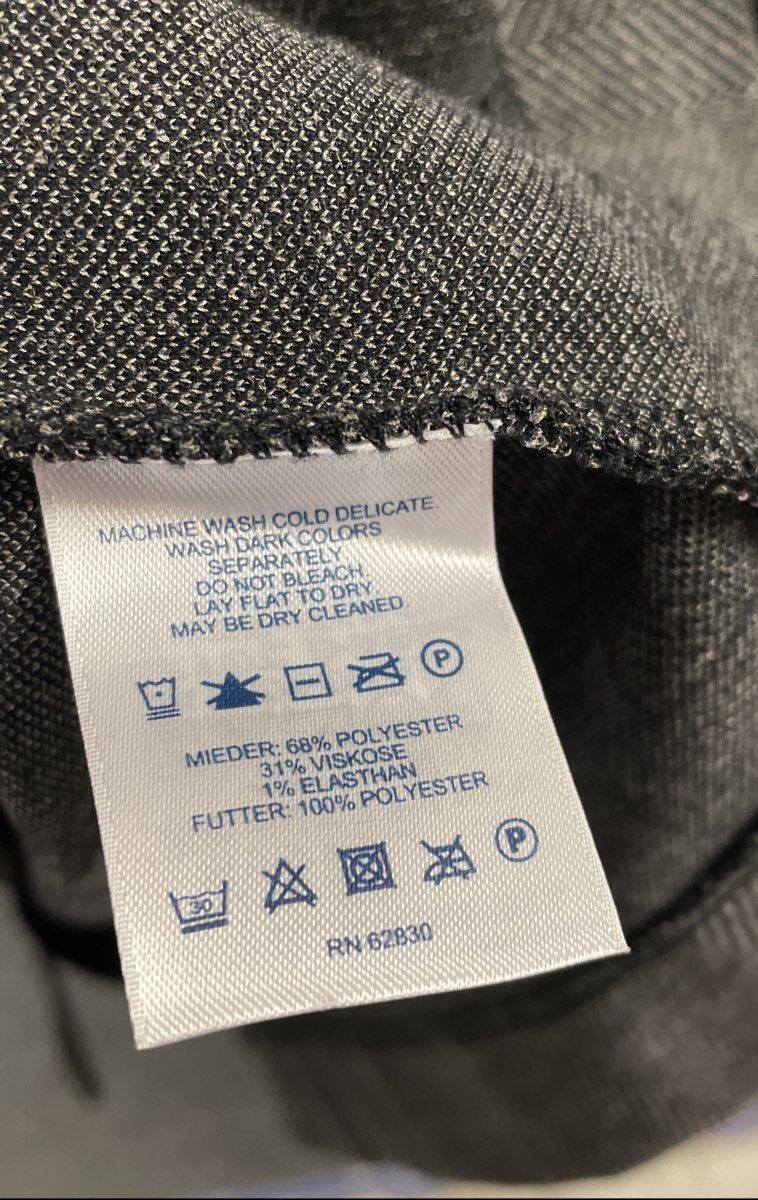 MACHINE WASH COLD DELICATE.
WASH DARK COLORS
SEPARATELY
DO NOT BLEACH.
LAY FLAT TO DRY.
MAY BE DRY CLEANED.
P
MIEDER: 68% POLYESTER
31% VISKOSE
1% ELASTHAN
FUTTER: 100% POLYESTER
30 P
RN 62830